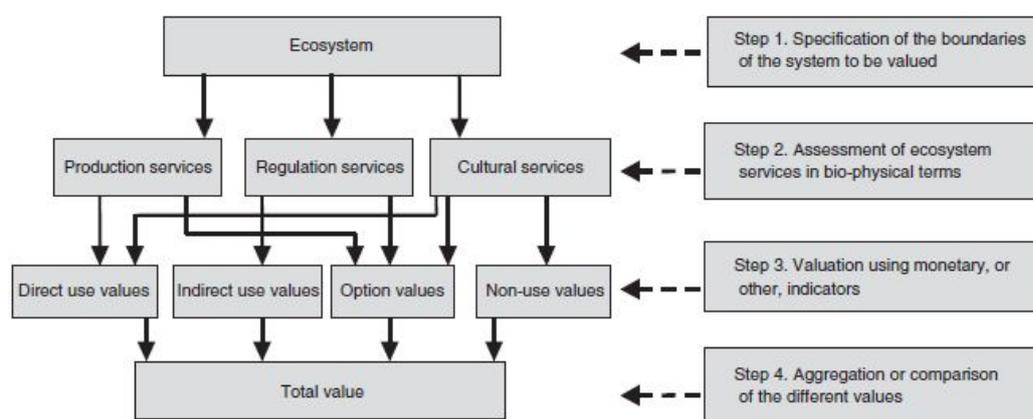 Ecosystem
Step 1. Specification of the boundaries
of the system to be valued
Production services
Regulation services
Cultural services
Step 2. Assessment of ecosystem
services in bio-physical terms
Direct use values
Indirect use values
Option values
Non-use values
Step 3. Valuation using monetary, or
other, indicators
Total value
Step 4. Aggregation or comparison
of the different values